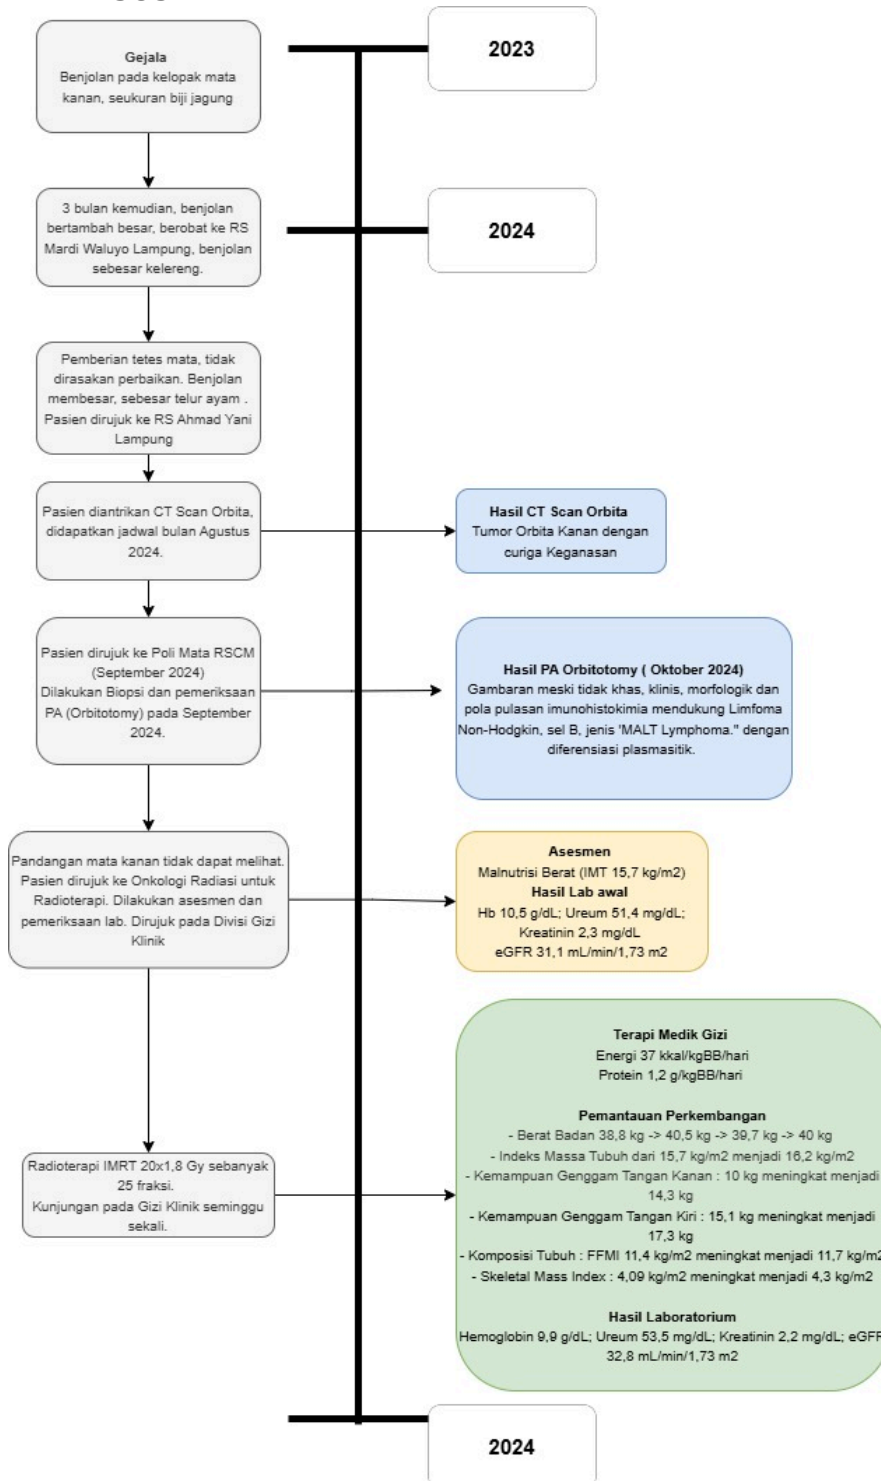 Gejala
Benjolan pada kelopak mata
kanan, seukuran biji jagung
2023
3 bulan kemudian, benjolan
bertambah besar, berobat ke RS
Mardi Waluyo Lampung, benjolan
sebesar kelereng.
2024
Pemberian tetes mata, tidak
dirasakan perbaikan. Benjolan
membesar, sebesar telur ayam .
Pasien dirujuk ke RS Ahmad Yani
Lampung
Pasien diantrikan CT Scan Orbita,
didapatkan jadwal bulan Agustus
2024.
Hasil CT Scan Orbita
Tumor Orbita Kanan dengan
curiga Keganasan
Pasien dirujuk ke Poli Mata RSCM
(September 2024)
Dilakukan Biopsi dan pemeriksaan
PA (Orbitotomy) pada September
2024.
Hasil PA Orbitotomy ( Oktober 2024)
Gambaran meski tidak khas, klinis, morfologik dan
pola pulasan imunohistokimia mendukung Limfoma
Non-Hodgkin, sel B, jenis 'MALT Lymphoma." dengan
diferensiasi plasmasitik.
Pandangan mata kanan tidak dapat melihat.
Pasien dirujuk ke Onkologi Radiasi untuk
Radioterapi. Dilakukan asesmen dan
pemeriksaan lab. Dirujuk pada Divisi Gizi
Klinik
Asesmen
Malnutrisi Berat (IMT 15,7 kg/m2)
Hasil Lab awal
Hb 10,5 g/dL; Ureum 51,4 mg/dL;
Kreatinin 2,3 mg/dL
eGFR 31,1 mL/min/1,73 m2
Radioterapi IMRT 20x1,8 Gy sebanyak
25 fraksi.
Kunjungan pada Gizi Klinik seminggu
sekali.
Terapi Medik Gizi
Energi 37 kkal/kgBB/hari
Protein 1,2 g/kgBB/hari
Pemantauan Perkembangan
- Berat Badan 38,8 kg -> 40,5 kg -> 39,7 kg -> 40 kg
- Indeks Massa Tubuh dari 15,7 kg/m2 menjadi 16,2 kg/m2
- Kemampuan Genggam Tangan Kanan : 10 kg meningkat menjadi
14,3 kg
- Kemampuan Genggam Tangan Kiri : 15,1 kg meningkat menjadi
17,3 kg
- Komposisi Tubuh : FFMI 11,4 kg/m2 meningkat menjadi 11,7 kg/m2
- Skeletal Mass Index : 4,09 kg/m2 meningkat menjadi 4,3 kg/m2
Hasil Laboratorium
Hemoglobin 9,9 g/dL; Ureum 53,5 mg/dL; Kreatinin 2,2 mg/dL; eGFR
32,8 mL/min/1,73 m2
2024